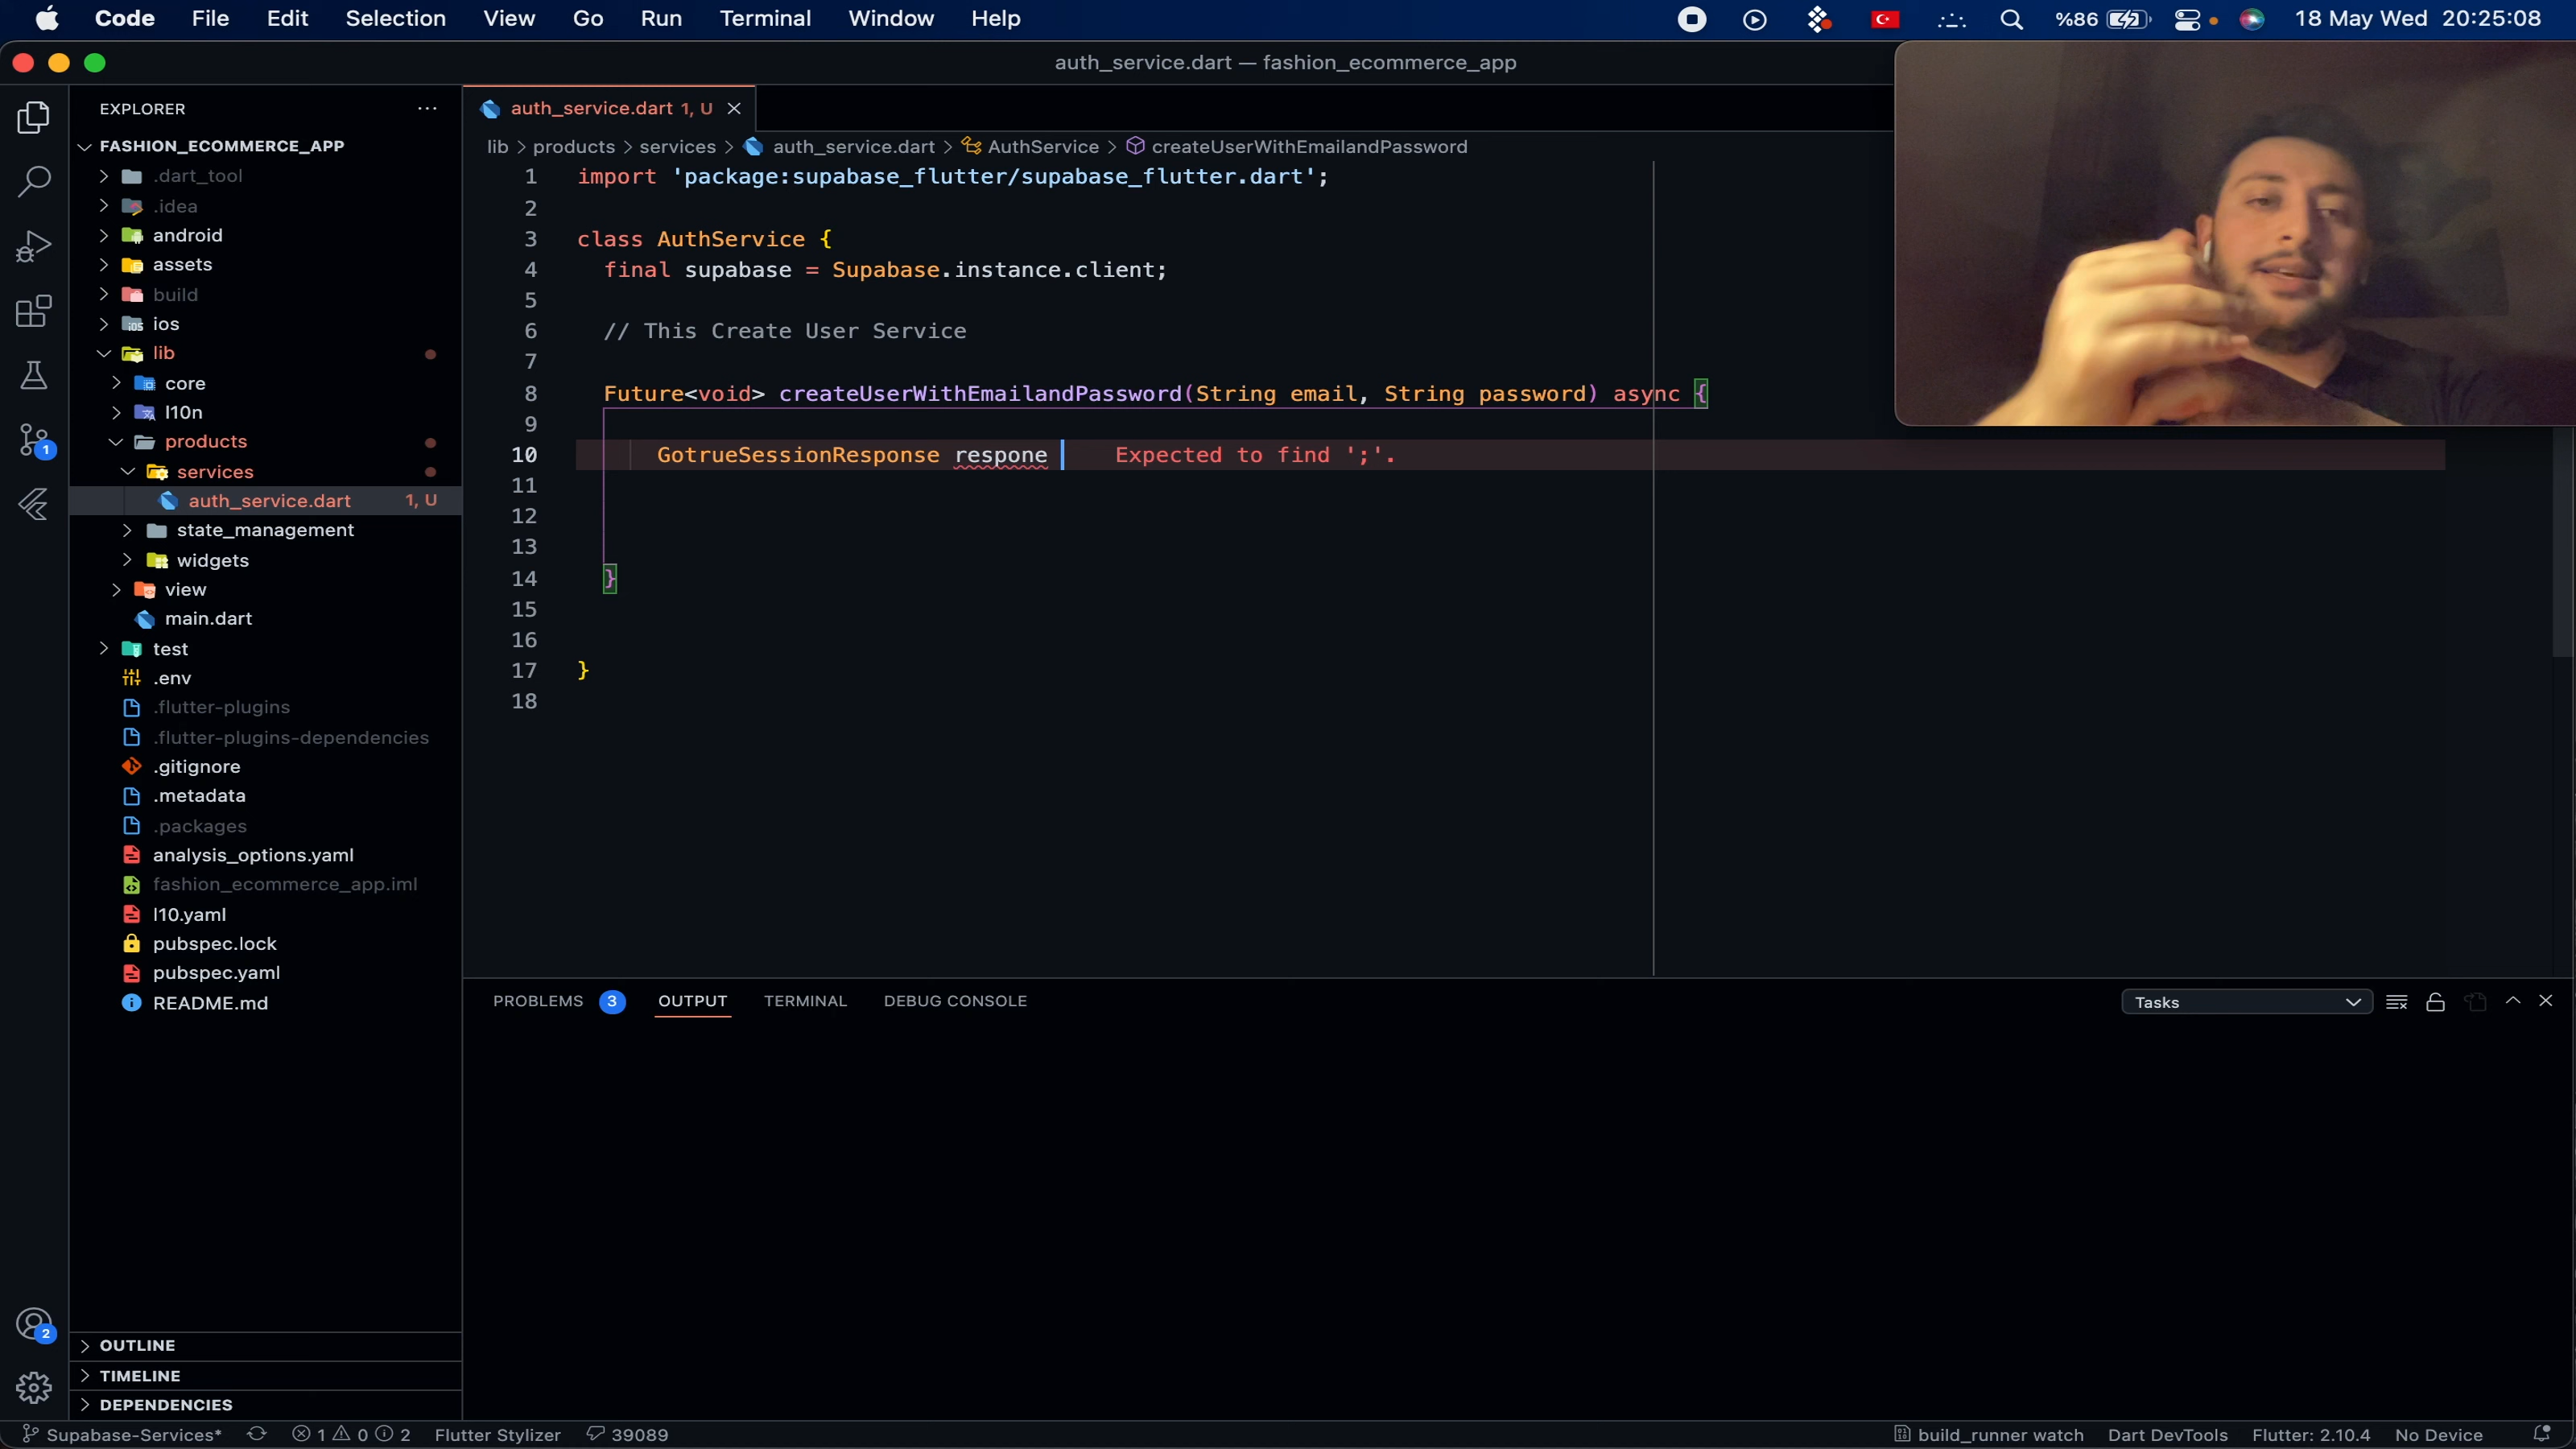 Code File Edit Selection View Go Run Terminal Window Help %86 18 May Wed 20:25:08
auth_service.dart — fashion_ecommerce_app
EXPLORER
auth_service.dart 1, U
FASHION_ECOMMERCE_APP
lib products services auth_service.dart AuthService createUserWithEmailandPassword
.dart_tool
.idea
android
assets
build
ios
lib
core
l10n
products
services
auth_service.dart 1, U
state_management
widgets
view
main.dart
test
.env
.flutter-plugins
.flutter-plugins-dependencies
.gitignore
.metadata
.packages
analysis_options.yaml
fashion_ecommerce_app.iml
l10.yaml
pubspec.lock
pubspec.yaml
README.md
OUTLINE
TIMELINE
DEPENDENCIES
1
2
1 import 'package:supabase_flutter/supabase_flutter.dart';
2
3 class AuthService {
4 final supabase = Supabase.instance.client;
5
6 // This Create User Service
7
8 Future<void> createUserWithEmailandPassword(String email, String password) async {
9
10 GotrueSessionResponse respone Expected to find ';'.
11
12
13
14 }
15
16
17 }
18
PROBLEMS 3 OUTPUT TERMINAL DEBUG CONSOLE Tasks
Supabase-Services* 1 0 2 Flutter Stylizer 39089 build_runner watch Dart DevTools Flutter: 2.10.4 No Device